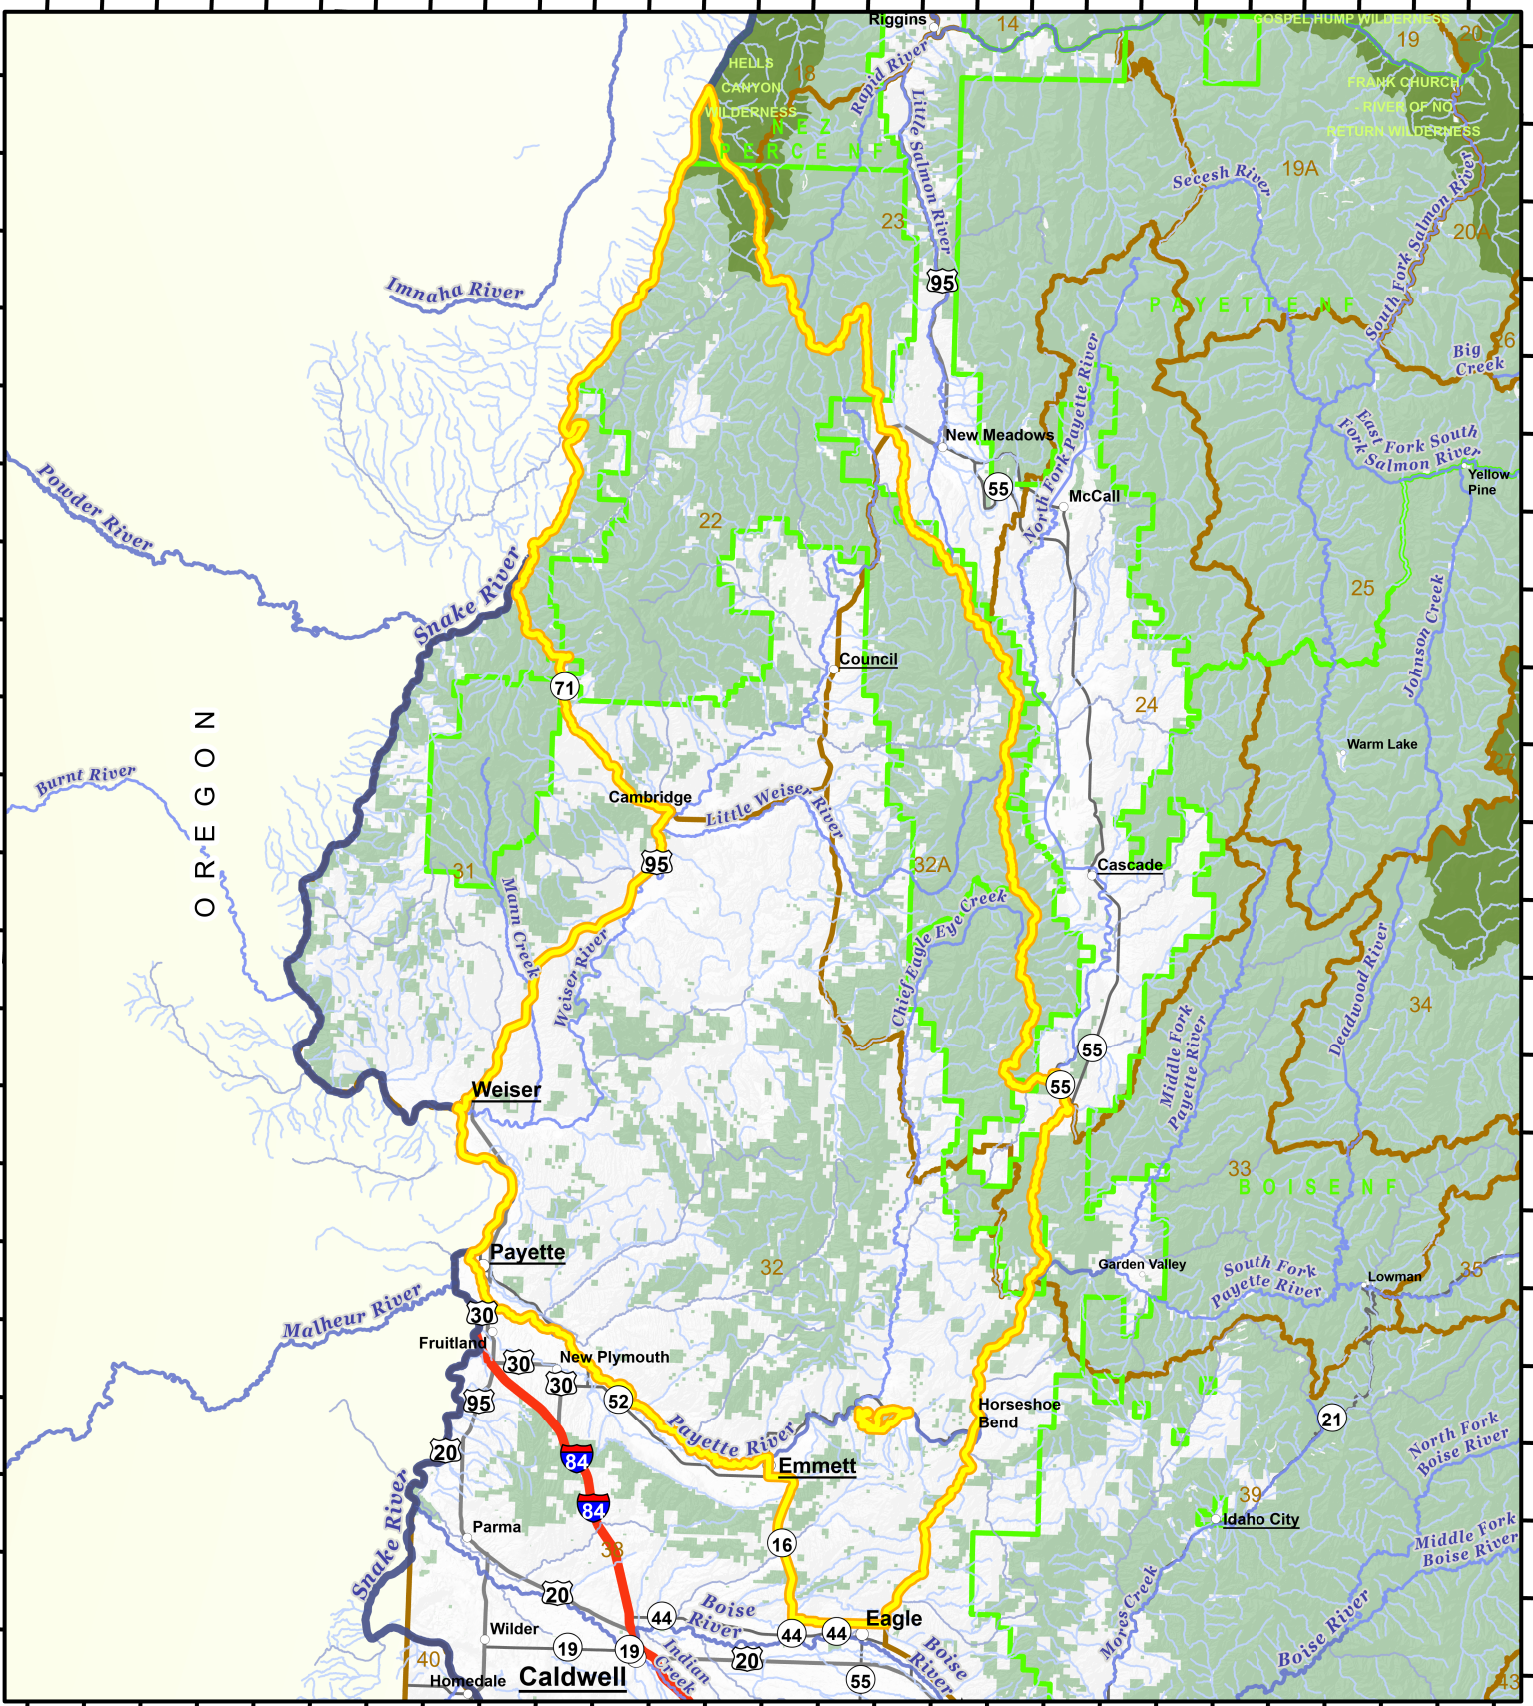 Riggins
14
GOSPEL HUMP WILDERNESS
19
20
HELLS
CANYON
WILDERNESS
18
Rapid River
Little Salmon River
FRANK CHURCH
- RIVER OF NO
RETURN WILDERNESS
NEZ
PERCE NF
19A
Secesh River
South Fork Salmon River
20A
23
95
Imnaha River
PAYETTE NF
26
Big
Creek
North Fork Payette River
New Meadows
55
McCall
East Fork South
Fork Salmon River
Yellow
Pine
Powder River
22
Snake River
25
Johnson Creek
Council
71
24
OREGON
Warm Lake
27
Burnt River
Cambridge
Little Weiser River
95
31
32A
Cascade
Mann Creek
Weiser River
Chief Eagle Eye Creek
Deadwood River
34
Middle Fork
Payette River
55
55
Weiser
33
BOISE NF
Payette
32
Garden Valley
South Fork
Payette River
Lowman
35
Malheur River
30
Fruitland
30
New Plymouth
30
52
95
Horseshoe
Bend
21
Payette River
North Fork
Boise River
20
84
Emmett
84
39
Idaho City
Snake River
Parma
38
16
Middle Fork
Boise River
20
44
Boise
River
Eagle
44
44
Mores Creek
Boise River
Wilder
19
19
Indian
Creek
20
Boise
River
40
Homedale
Caldwell
55
43